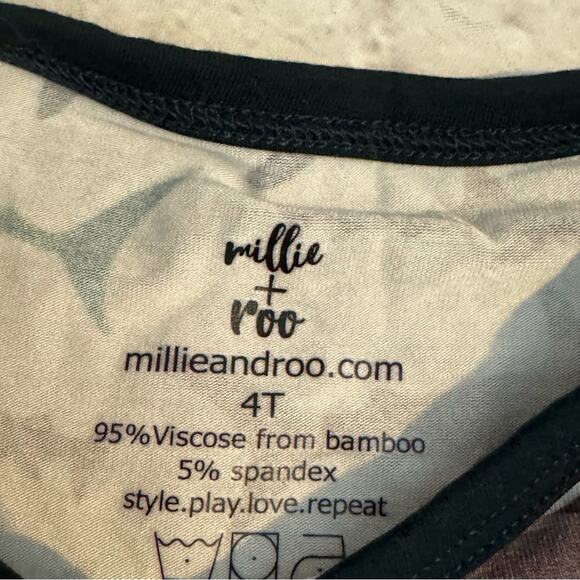 millie
+
roo
millieandroo.com
4T
95%Viscose from bamboo
5% spandex
style.play.love.repeat